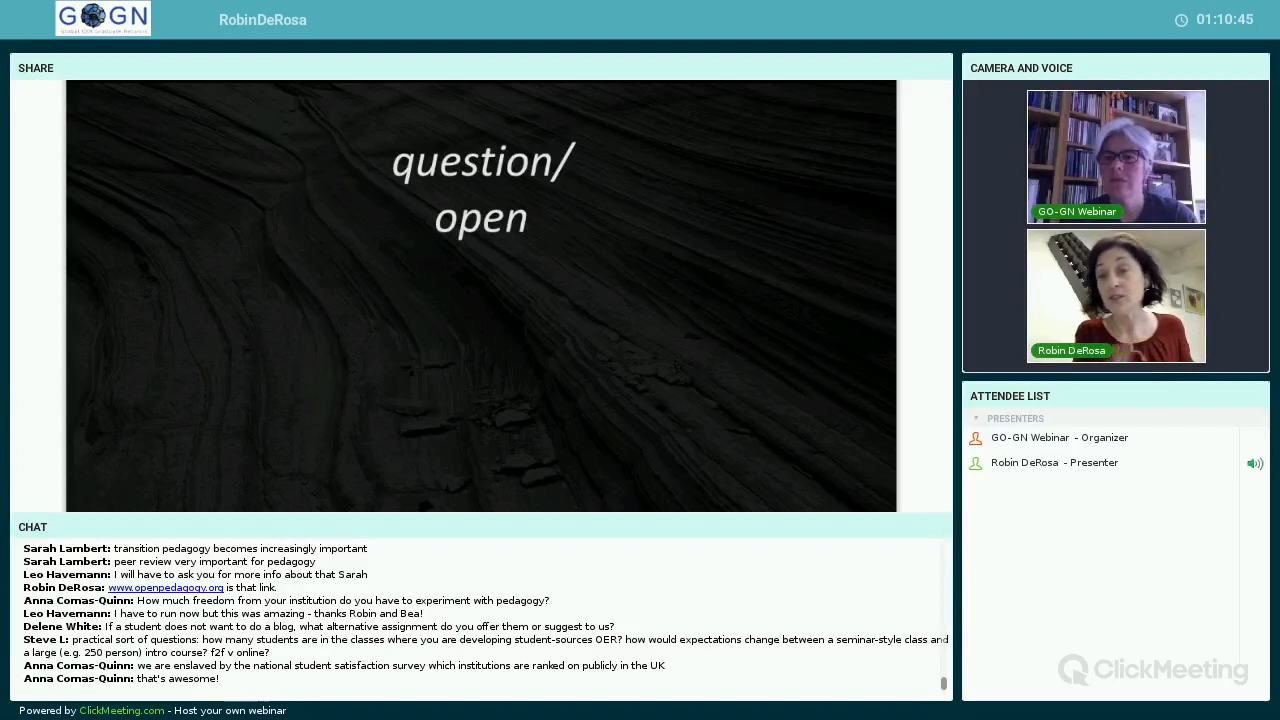 GOGN
Global OER Graduate Network
RobinDeRosa
01:10:45
SHARE
question/
open
CAMERA AND VOICE
GO-GN Webinar
Robin DeRosa
ATTENDEE LIST
PRESENTERS
GO-GN Webinar - Organizer
Robin DeRosa - Presenter
CHAT
Sarah Lambert: transition pedagogy becomes increasingly important
Sarah Lambert: peer review very important for pedagogy
Leo Havemann: I will have to ask you for more info about that Sarah
Robin DeRosa: www.openpedagogy.org is that link.
Anna Comas-Quinn: How much freedom from your institution do you have to experiment with pedagogy?
Leo Havemann: I have to run now but this was amazing - thanks Robin and Bea!
Delene White: If a student does not want to do a blog, what alternative assignment do you offer them or suggest to us?
Steve L: practical sort of questions: how many students are in the classes where you are developing student-sources OER? how would expectations change between a seminar-style class and
a large (e.g. 250 person) intro course? f2f v online?
Anna Comas-Quinn: we are enslaved by the national student satisfaction survey which institutions are ranked on publicly in the UK
Anna Comas-Quinn: that's awesome!
ClickMeeting
Powered by ClickMeeting.com - Host your own webinar